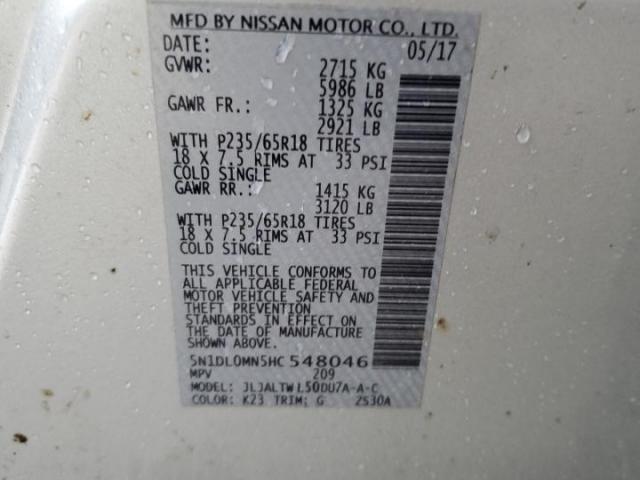 MFD BY NISSAN MOTOR CO., LTD.
DATE: 05/17
GVWR: 2715 KG
5986 LB
GAWR FR.: 1325 KG
2921 LB
WITH P235/65R18 TIRES
18 X 7.5 RIMS AT 33 PSI
COLD SINGLE
GAWR RR.: 1415 KG
3120 LB
WITH P235/65R18 TIRES
18 X 7.5 RIMS AT 33 PSI
COLD SINGLE
THIS VEHICLE CONFORMS TO
ALL APPLICABLE FEDERAL
MOTOR VEHICLE SAFETY AND
THEFT PREVENTION
STANDARDS IN EFFECT ON
THE DATE OF MANUFACTURE
SHOWN ABOVE.
5N1DL0MN5HC 548046
MPV 209
MODEL: JLJALTWL50DU7A-A-C
COLOR: K23 TRIM: G 2530A